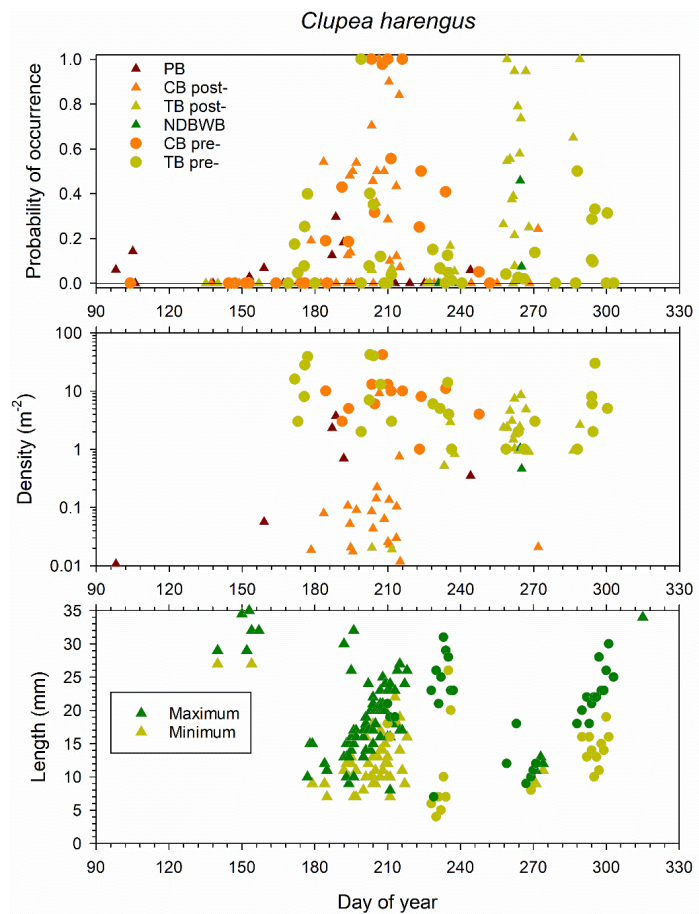 Clupea harengus
Probability of occurrence
1.0
0.8
0.6
0.4
0.2
0.0
PB
CB post-
TB post-
NDBWB
CB pre-
TB pre-
90 120 150 180 210 240 270 300 330
Density (m-2)
100
10
1
0.1
0.01
90 120 150 180 210 240 270 300 330
Length (mm)
35
30
25
20
15
10
5
0
Maximum
Minimum
90 120 150 180 210 240 270 300 330
Day of year